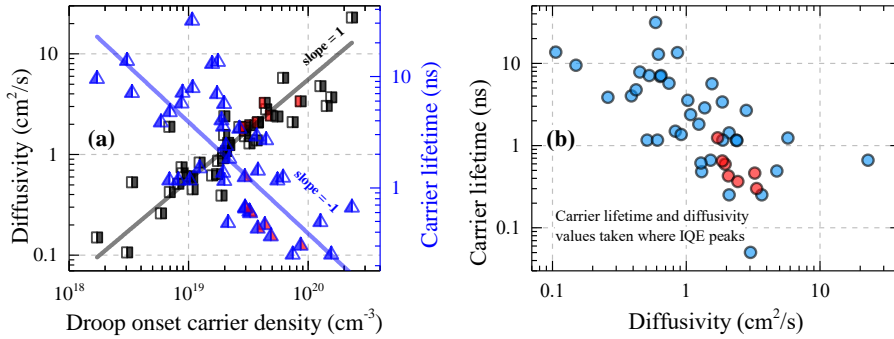 (a)
slope = 1
slope = -1
10
1
0.1
Diffusivity (cm²/s)
10
1
Carrier lifetime (ns)
10¹⁸
10¹⁹
10²⁰
Droop onset carrier density (cm⁻³)
(b)
Carrier lifetime and diffusivity
values taken where IQE peaks
10
1
0.1
Carrier lifetime (ns)
0.1
1
10
Diffusivity (cm²/s)